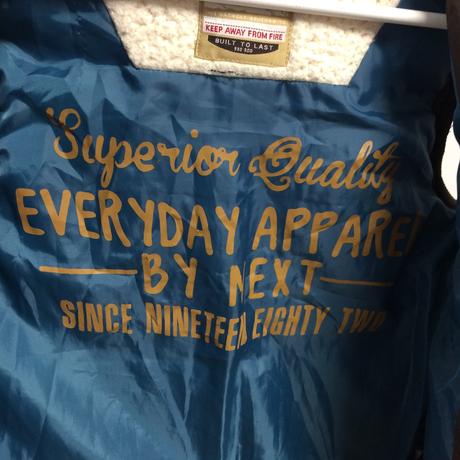 KEEP AWAY FROM FIRE
BUILT TO LAST
Superior Quality
EVERYDAY APPAREL
BY NEXT
SINCE NINETEEN EIGHTY TWO